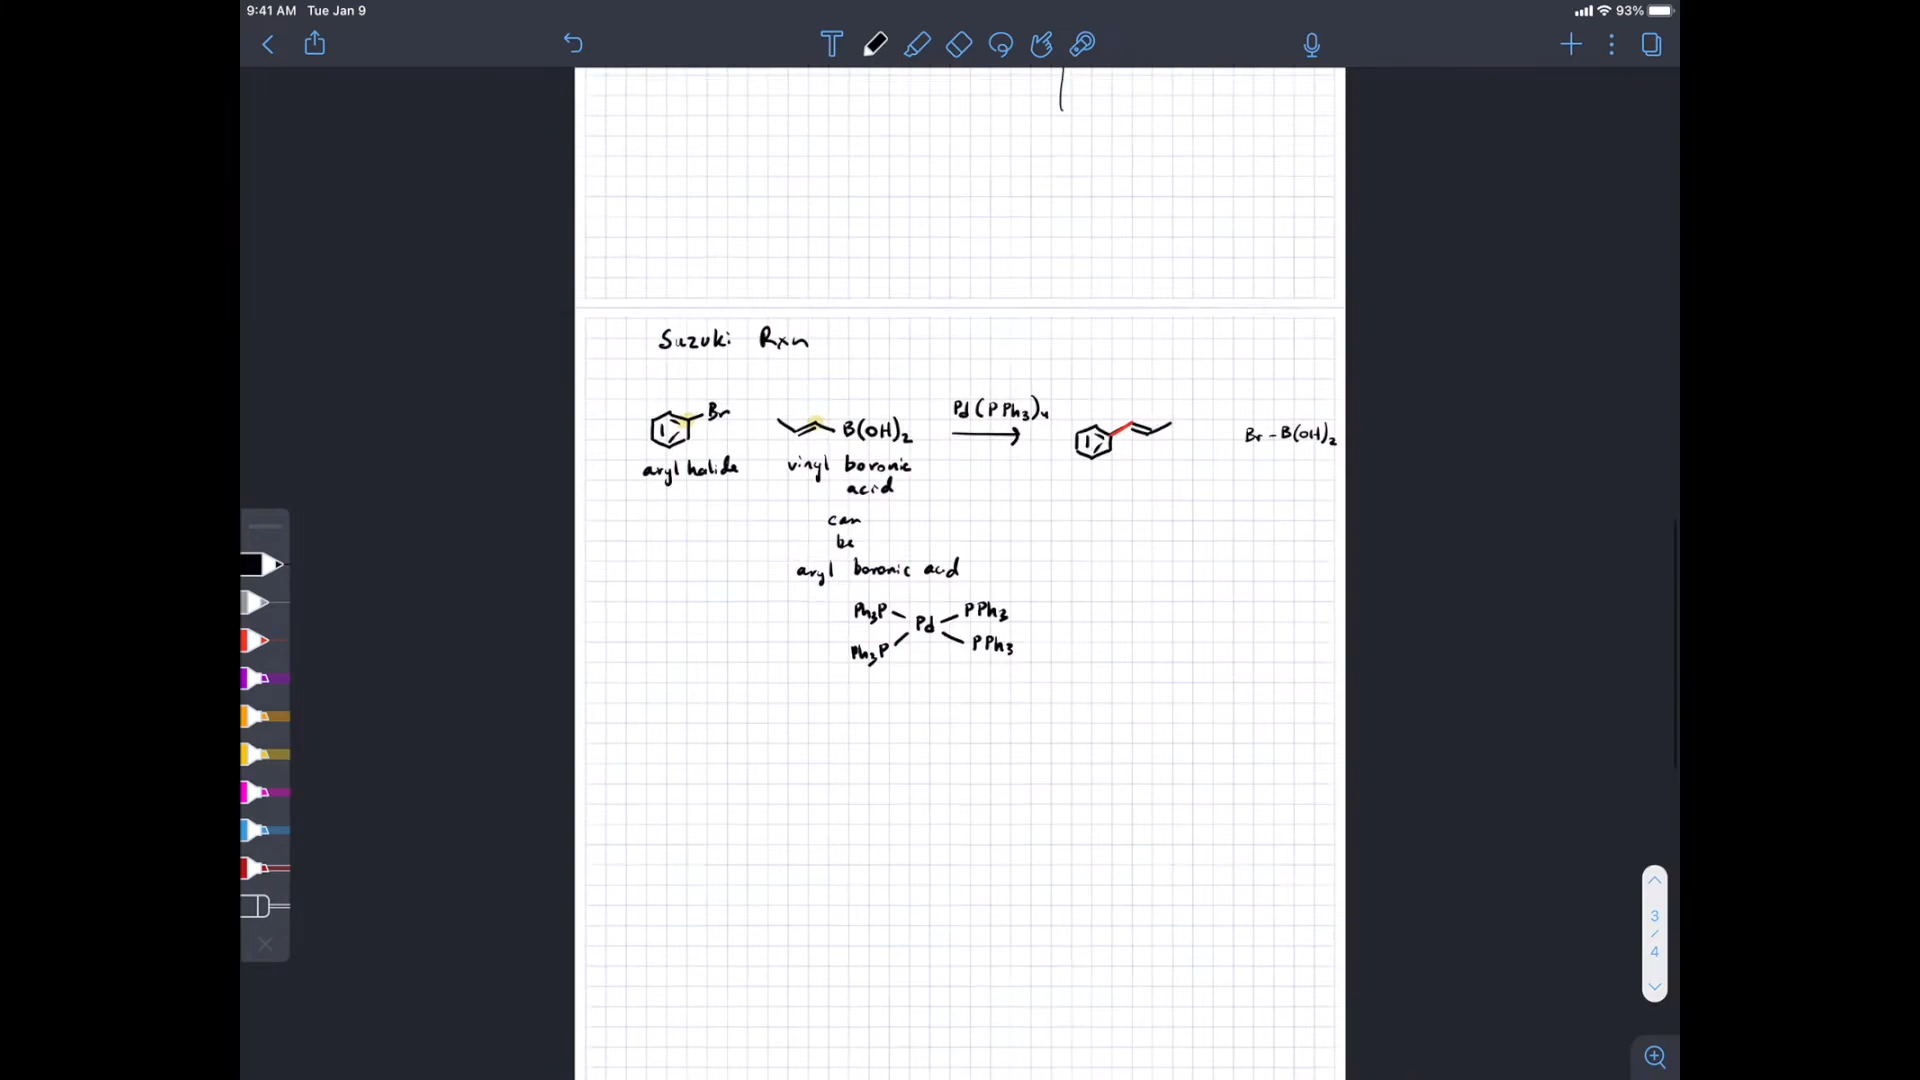 9:41 AM Tue Jan 9
93%
Suzuki Rxn
Br
B(OH)2
Pd(PPh3)4
Br-B(OH)2
aryl halide
vinyl boronic
acid
can
be
aryl boronic acid
Ph3P Pd PPh3
Ph3P PPh3
3
/
4